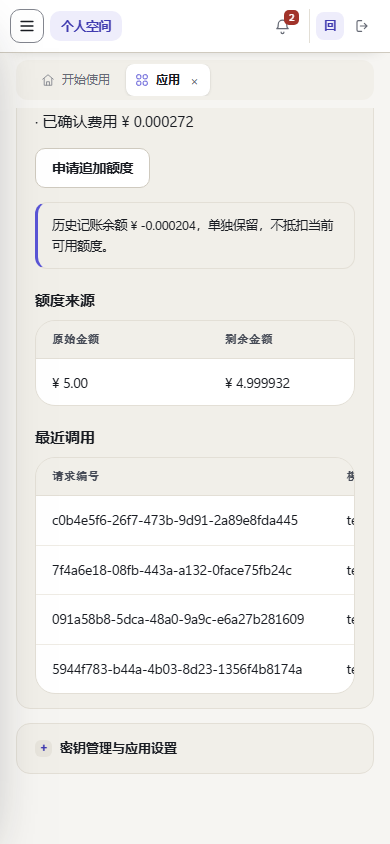 个人空间
2
回
开始使用
应用 ×
· 已确认费用 ¥ 0.000272
申请追加额度
历史记账余额 ¥ -0.000204，单独保留，不抵扣当前
可用额度。
额度来源
原始金额 剩余金额
¥ 5.00 ¥ 4.999932
最近调用
请求编号
c0b4e5f6-26f7-473b-9d91-2a89e8fda445
7f4a6e18-08fb-443a-a132-0face75fb24c
091a58b8-5dca-48a0-9a9c-e6a27b281609
5944f783-b44a-4b03-8d23-1356f4b8174a
+ 密钥管理与应用设置